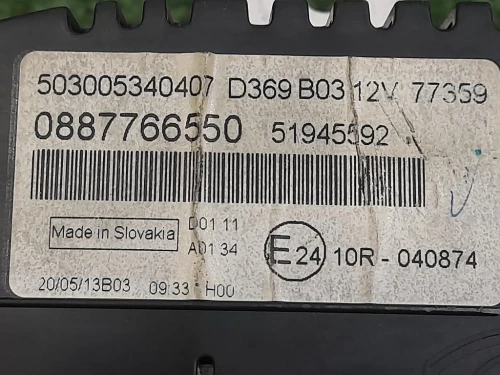 503005340407 D369 B03 12V 77359
0887766550 51945592
Made in Slovakia D01 11
A01 34
E 24 10R - 040874
20/05/13B03 09:33 - H00